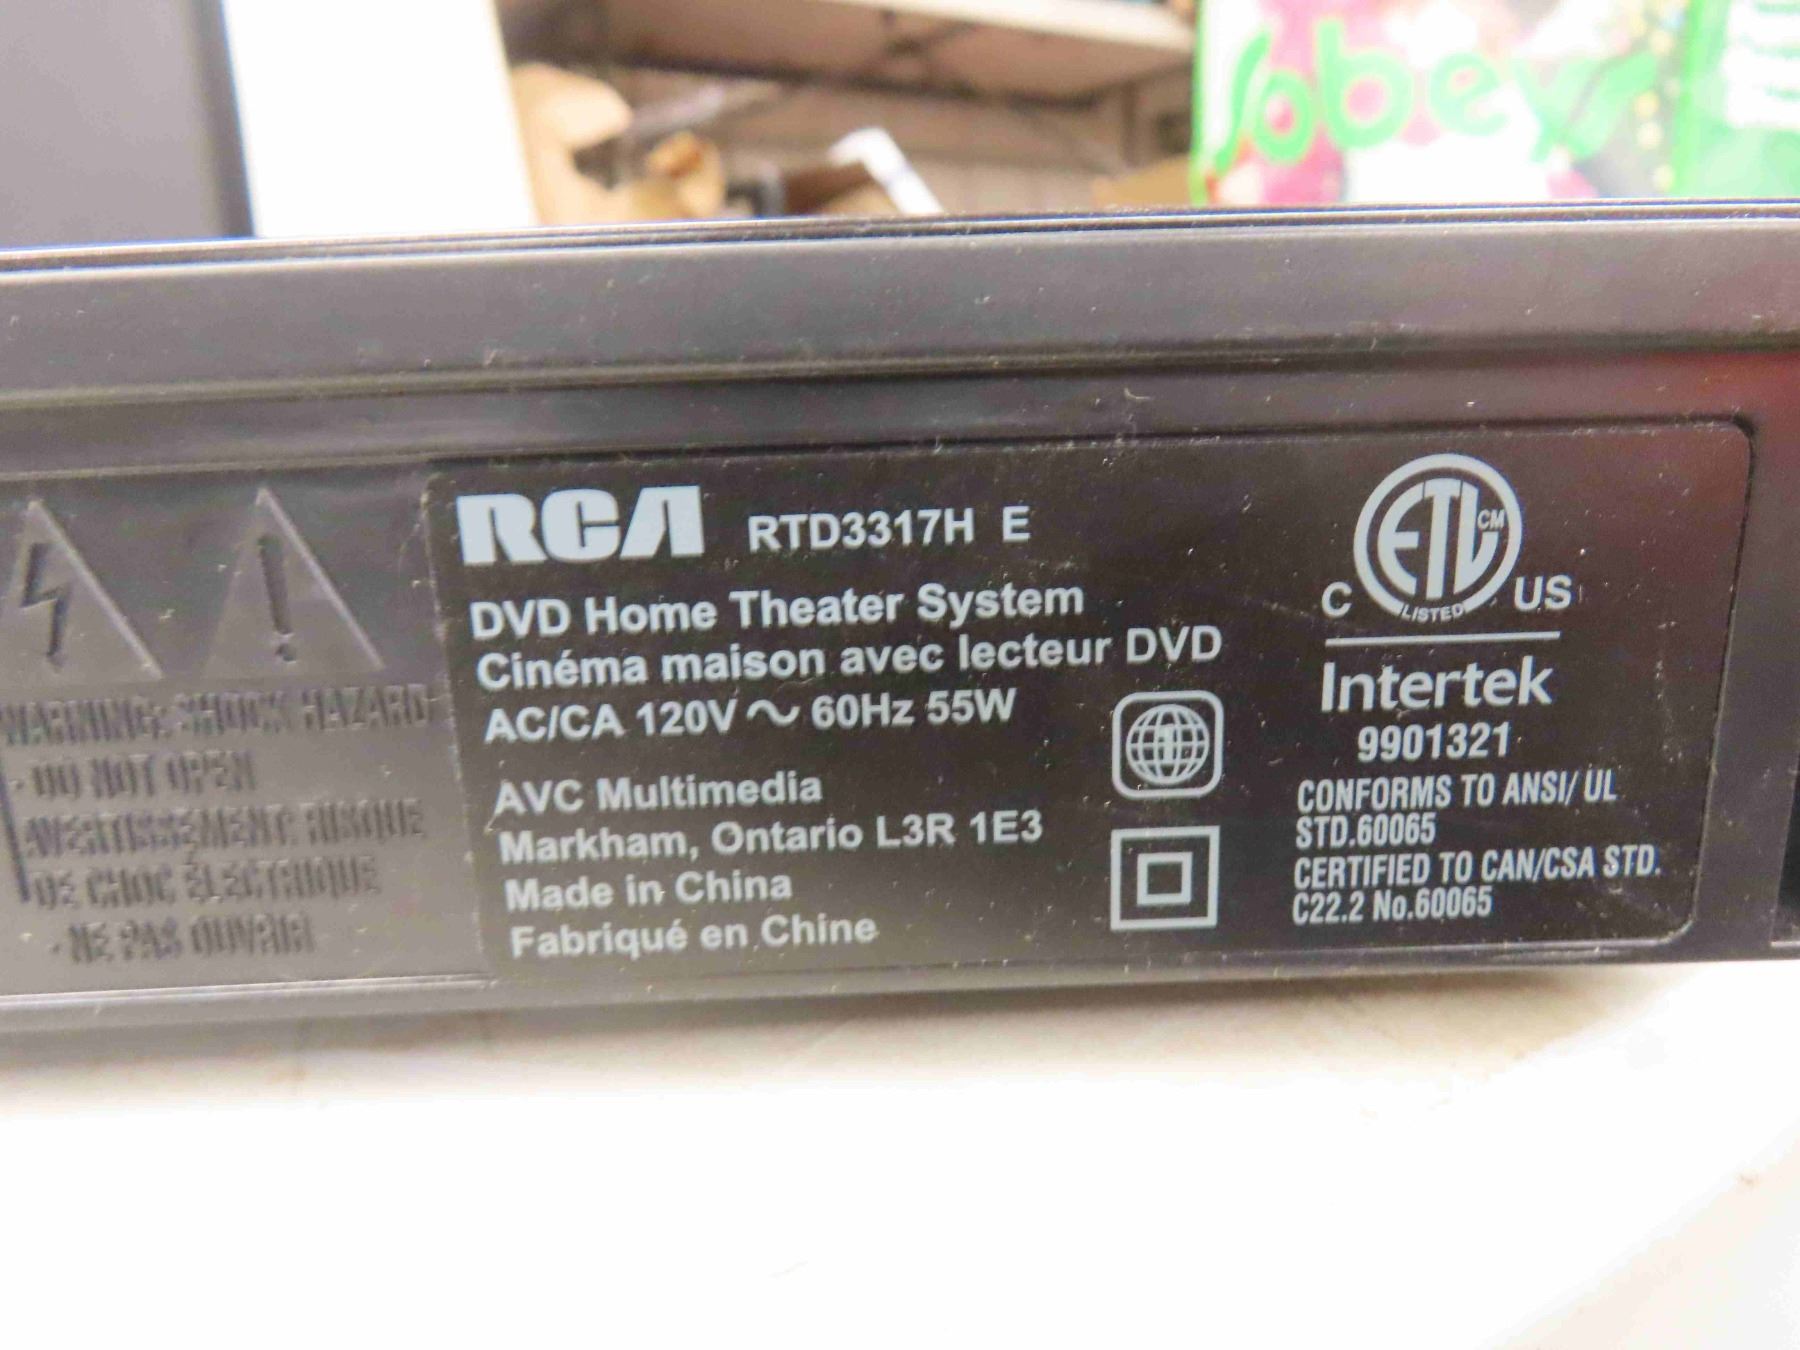 Sobeys
WARNING: SHOCK HAZARD
- DO NOT OPEN
AVERTISSEMENT: RISQUE
DE CHOC ÉLECTRIQUE
- NE PAS OUVRIR
RCA RTD3317H E
DVD Home Theater System
Cinéma maison avec lecteur DVD
AC/CA 120V ~ 60Hz 55W
AVC Multimedia
Markham, Ontario L3R 1E3
Made in China
Fabriqué en Chine
1
ETL CM
C LISTED US
Intertek
9901321
CONFORMS TO ANSI/ UL
STD.60065
CERTIFIED TO CAN/CSA STD.
C22.2 No.60065